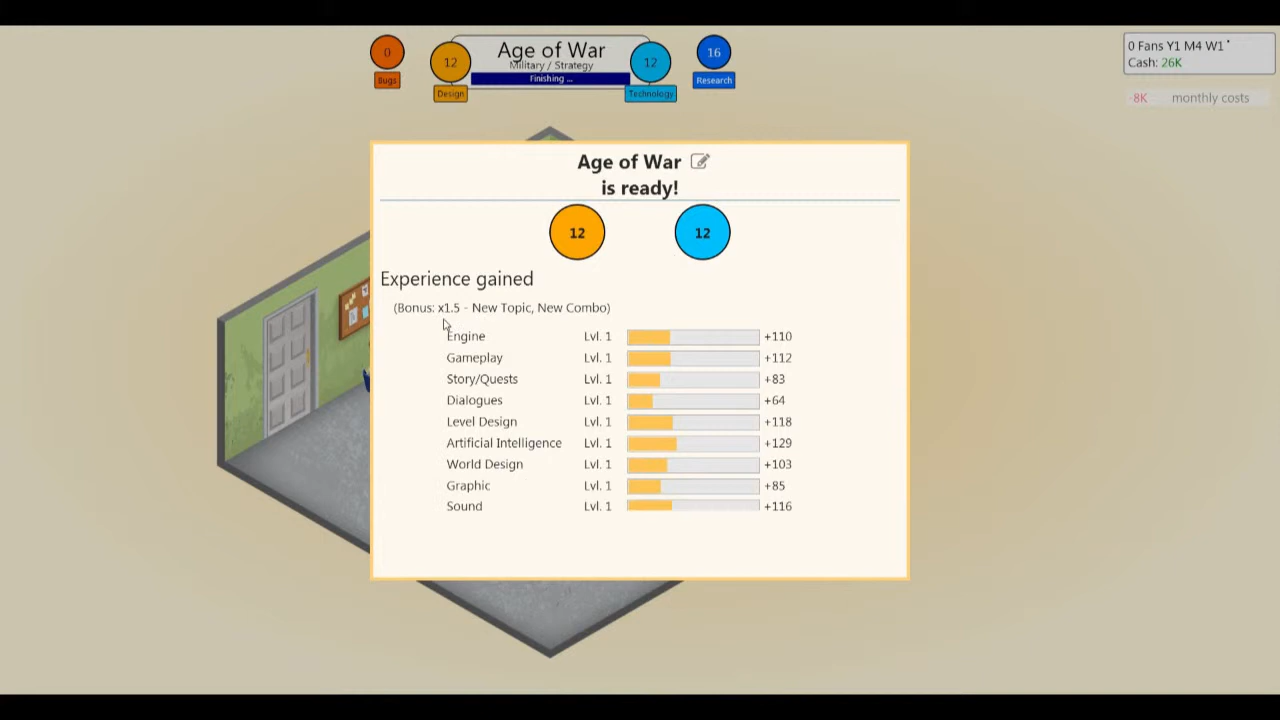 0
Bugs
12
Design
Age of War
Military / Strategy
Finishing ...
12
Technology
16
Research
0 Fans Y1 M4 W1
Cash: 26K
-8K monthly costs
Age of War
is ready!
12 12
Experience gained
(Bonus: x1.5 - New Topic, New Combo)
Engine Lvl. 1 +110
Gameplay Lvl. 1 +112
Story/Quests Lvl. 1 +83
Dialogues Lvl. 1 +64
Level Design Lvl. 1 +118
Artificial Intelligence Lvl. 1 +129
World Design Lvl. 1 +103
Graphic Lvl. 1 +85
Sound Lvl. 1 +116